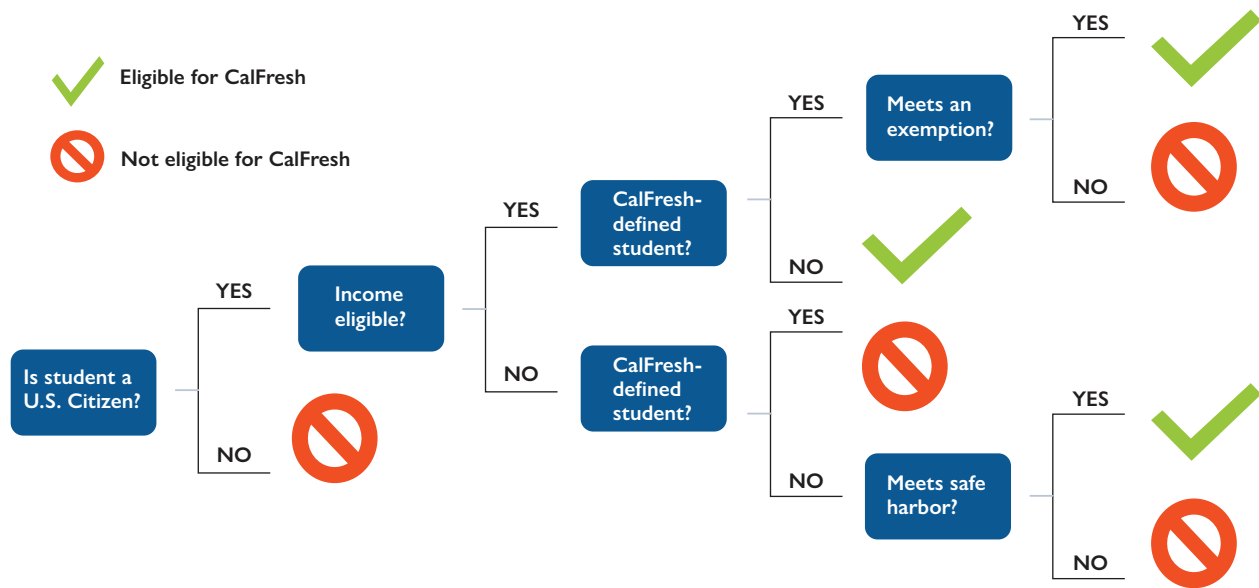 Eligible for CalFresh
Not eligible for CalFresh
Is student a
U.S. Citizen?
YES
NO
Income
eligible?
YES
NO
CalFresh-
defined
student?
YES
NO
CalFresh-
defined
student?
YES
NO
Meets an
exemption?
YES
NO
Meets safe
harbor?
YES
NO